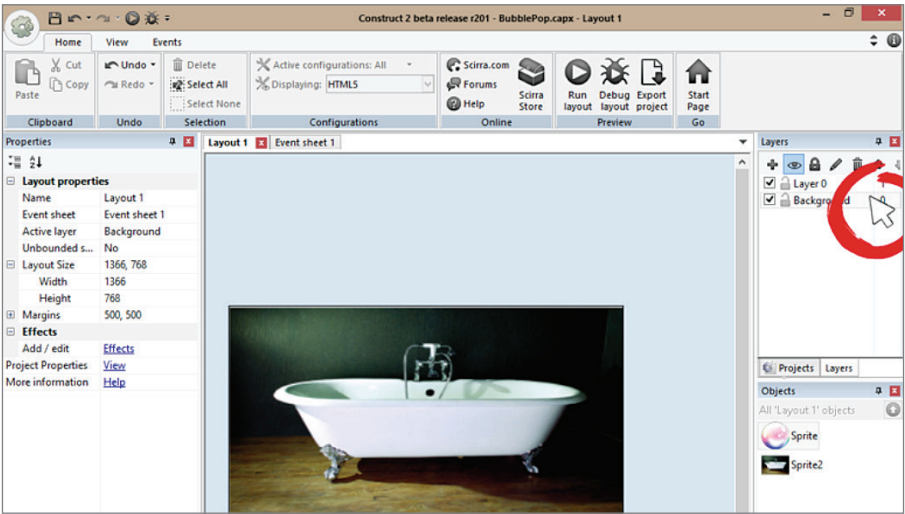 Construct 2 beta release r201 - BubblePop.capx - Layout 1
Home View Events
Paste
Cut
Copy
Clipboard
Undo
Redo
Undo
Delete
Select All
Select None
Selection
Active configurations: All
Displaying: HTML5
Configurations
Scirra.com
Forums
Help
Scirra
Store
Online
Run
layout
Debug
layout
Export
project
Preview
Start
Page
Go
Properties
Layout properties
Name Layout 1
Event sheet Event sheet 1
Active layer Background
Unbounded s... No
Layout Size 1366, 768
Width 1366
Height 768
Margins 500, 500
Effects
Add / edit Effects
Project Properties View
More information Help
Layout 1 Event sheet 1
Layers
Layer 0 1
Background 0
Projects Layers
Objects
All 'Layout 1' objects
Sprite
Sprite2